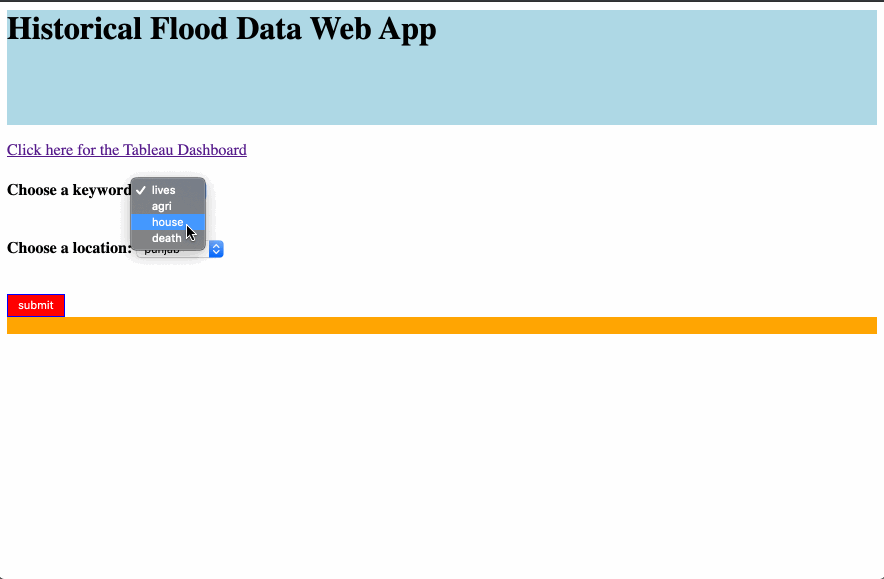 Historical Flood Data Web App
Click here for the Tableau Dashboard
Choose a keyword
lives
agri
house
death
Choose a location: punjab
submit